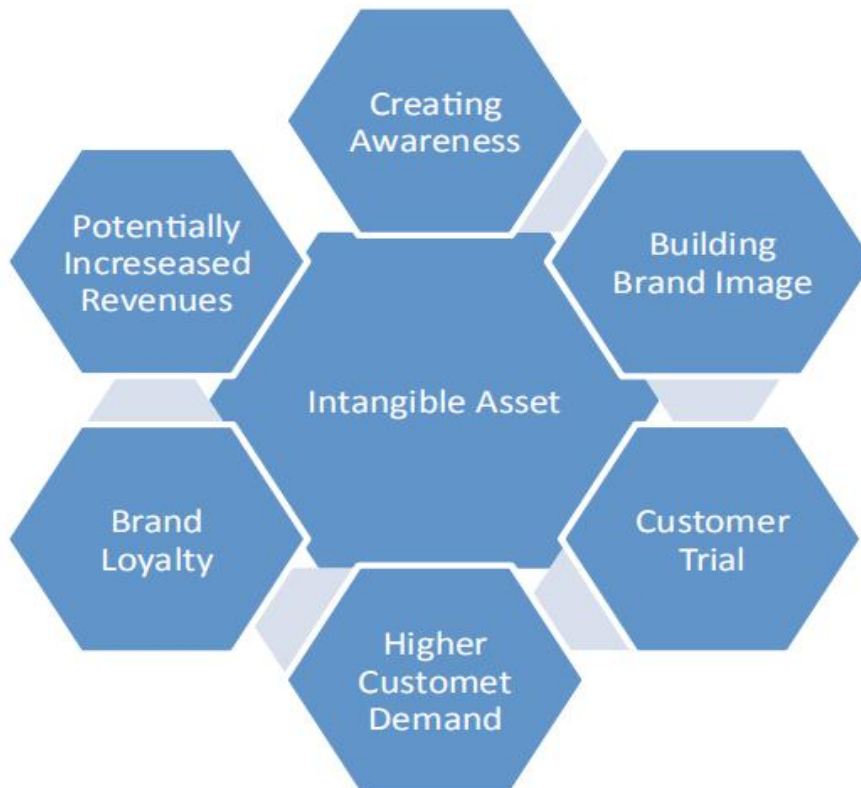 Creating
Awareness
Building
Brand Image
Customer
Trial
Higher
Customet
Demand
Brand
Loyalty
Potentially
Increseased
Revenues
Intangible Asset